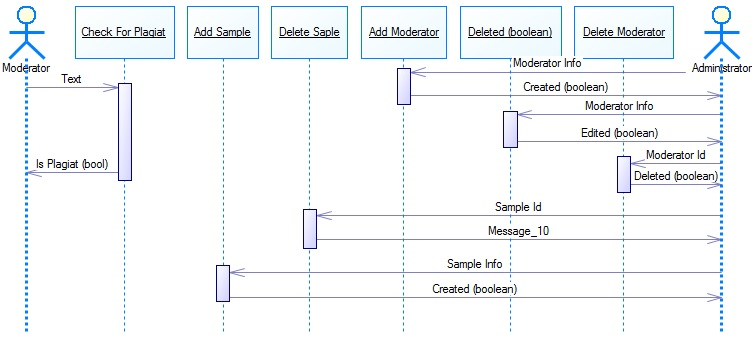 Check For Plagiat
Add Sample
Delete Saple
Add Moderator
Deleted (boolean)
Delete Moderator
Moderator
Administrator
Moderator Info
Text
Created (boolean)
Moderator Info
Edited (boolean)
Moderator Id
Is Plagiat (bool)
Deleted (boolean)
Sample Id
Message_10
Sample Info
Created (boolean)